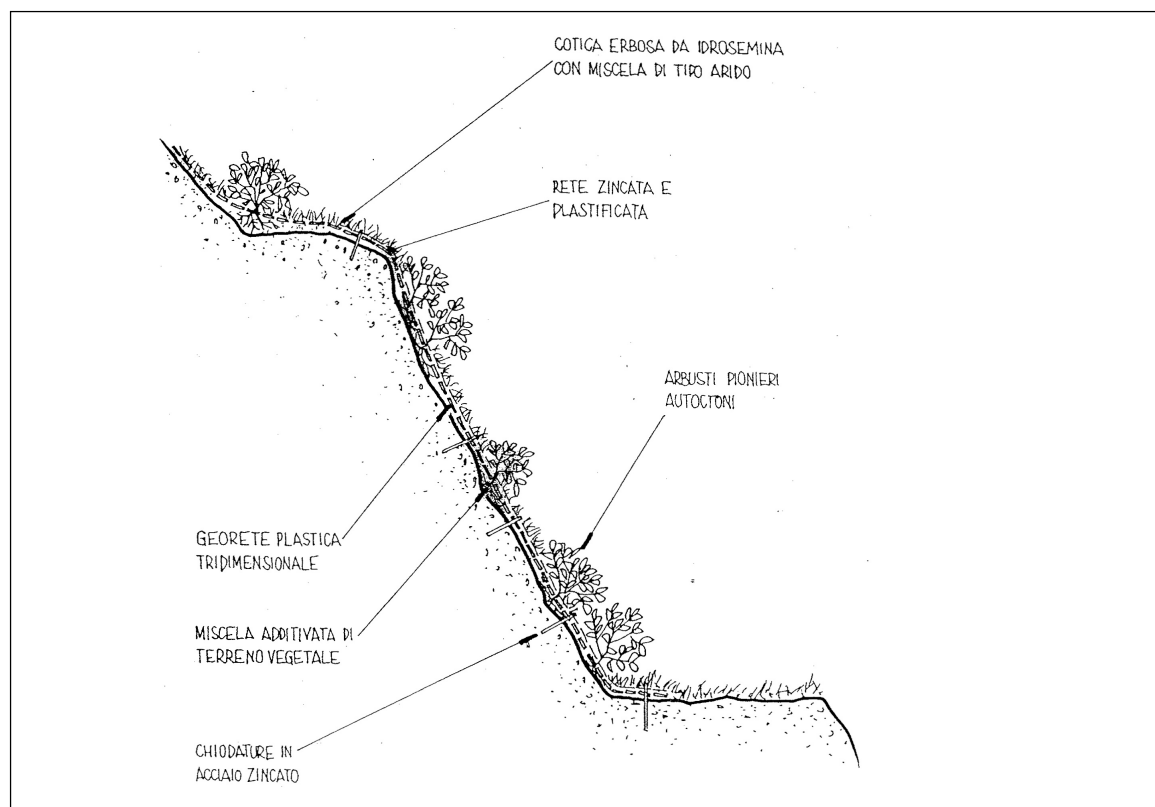 COTICA ERBOSA DA IDROSEMINA
CON MISCELA DI TIPO ARIDO
RETE ZINCATA E
PLASTIFICATA
ARBUSTI PIONIERI
AUTOCTONI
GEORETE PLASTICA
TRIDIMENSIONALE
MISCELA ADDITIVATA DI
TERRENO VEGETALE
CHIODATURE IN
ACCIAIO ZINCATO